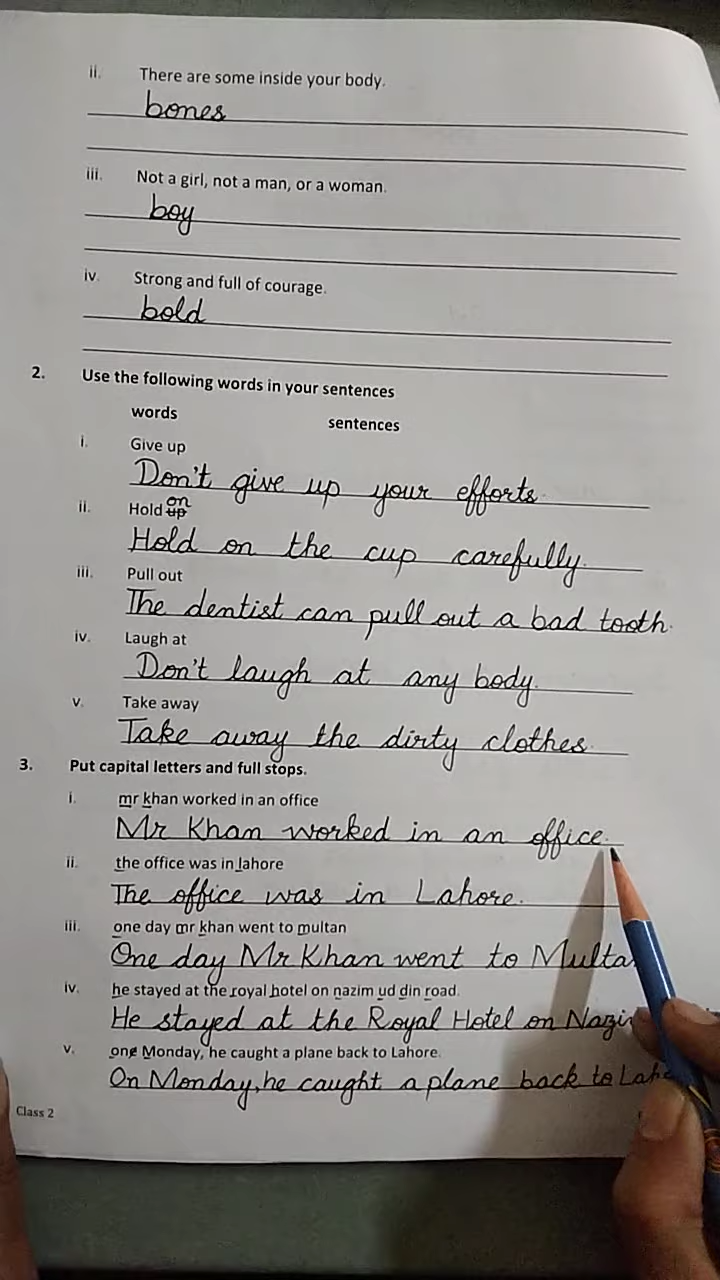 ii. There are some inside your body.
bones
iii. Not a girl, not a man, or a woman.
boy
iv. Strong and full of courage.
bold
2. Use the following words in your sentences
words sentences
i. Give up
Don't give up your efforts.
ii. Hold up on
Hold on the cup carefully.
iii. Pull out
The dentist can pull out a bad tooth.
iv. Laugh at
Don't laugh at any body.
v. Take away
Take away the dirty clothes.
3. Put capital letters and full stops.
i. mr khan worked in an office
Mr Khan worked in an office.
ii. the office was in lahore
The office was in Lahore.
iii. one day mr khan went to multan
One day Mr Khan went to
iv. he stayed at the royal hotel on nazim ud din road.
He stayed at the Royal Hotel on
v. one Monday, he caught a plane back to Lahore.
On Monday, he caught a plane back to
Class 2